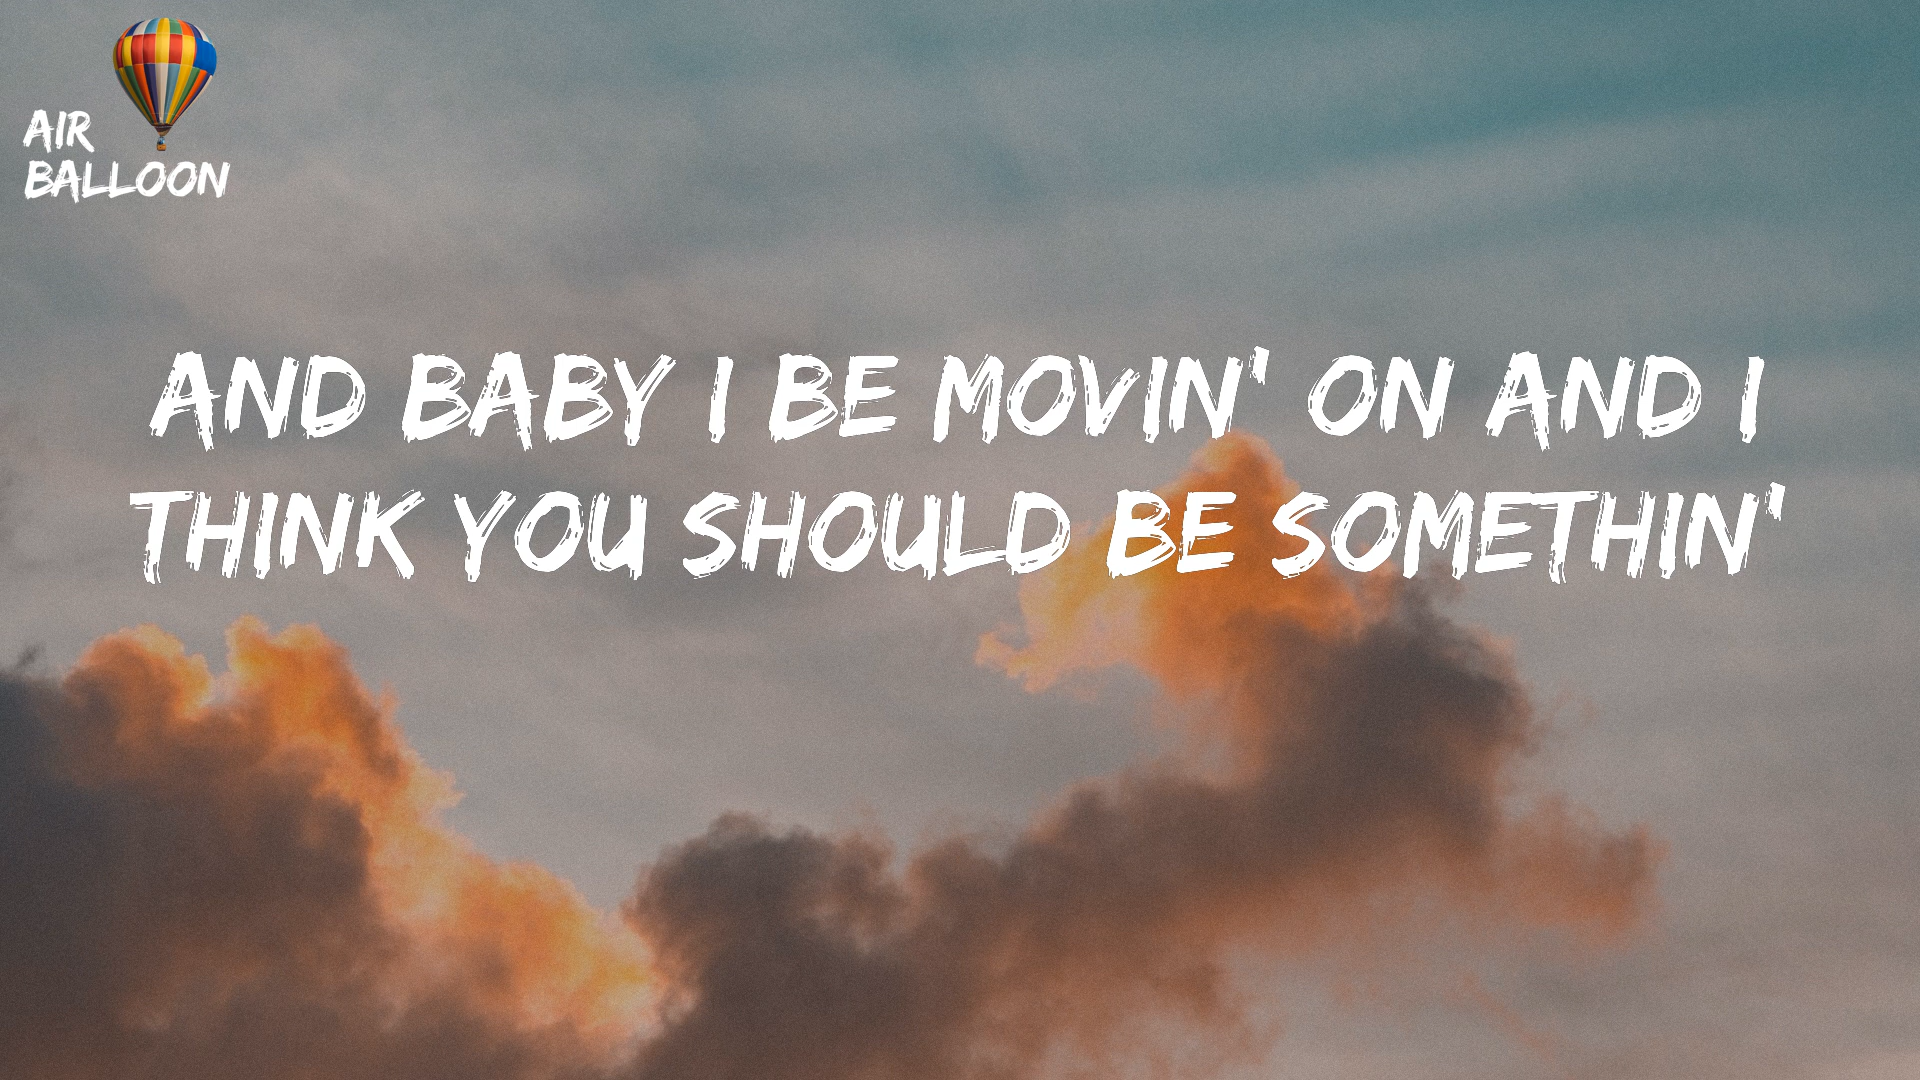 AIR
BALLOON
AND BABY I BE MOVIN' ON AND I
THINK YOU SHOULD BE SOMETHIN'